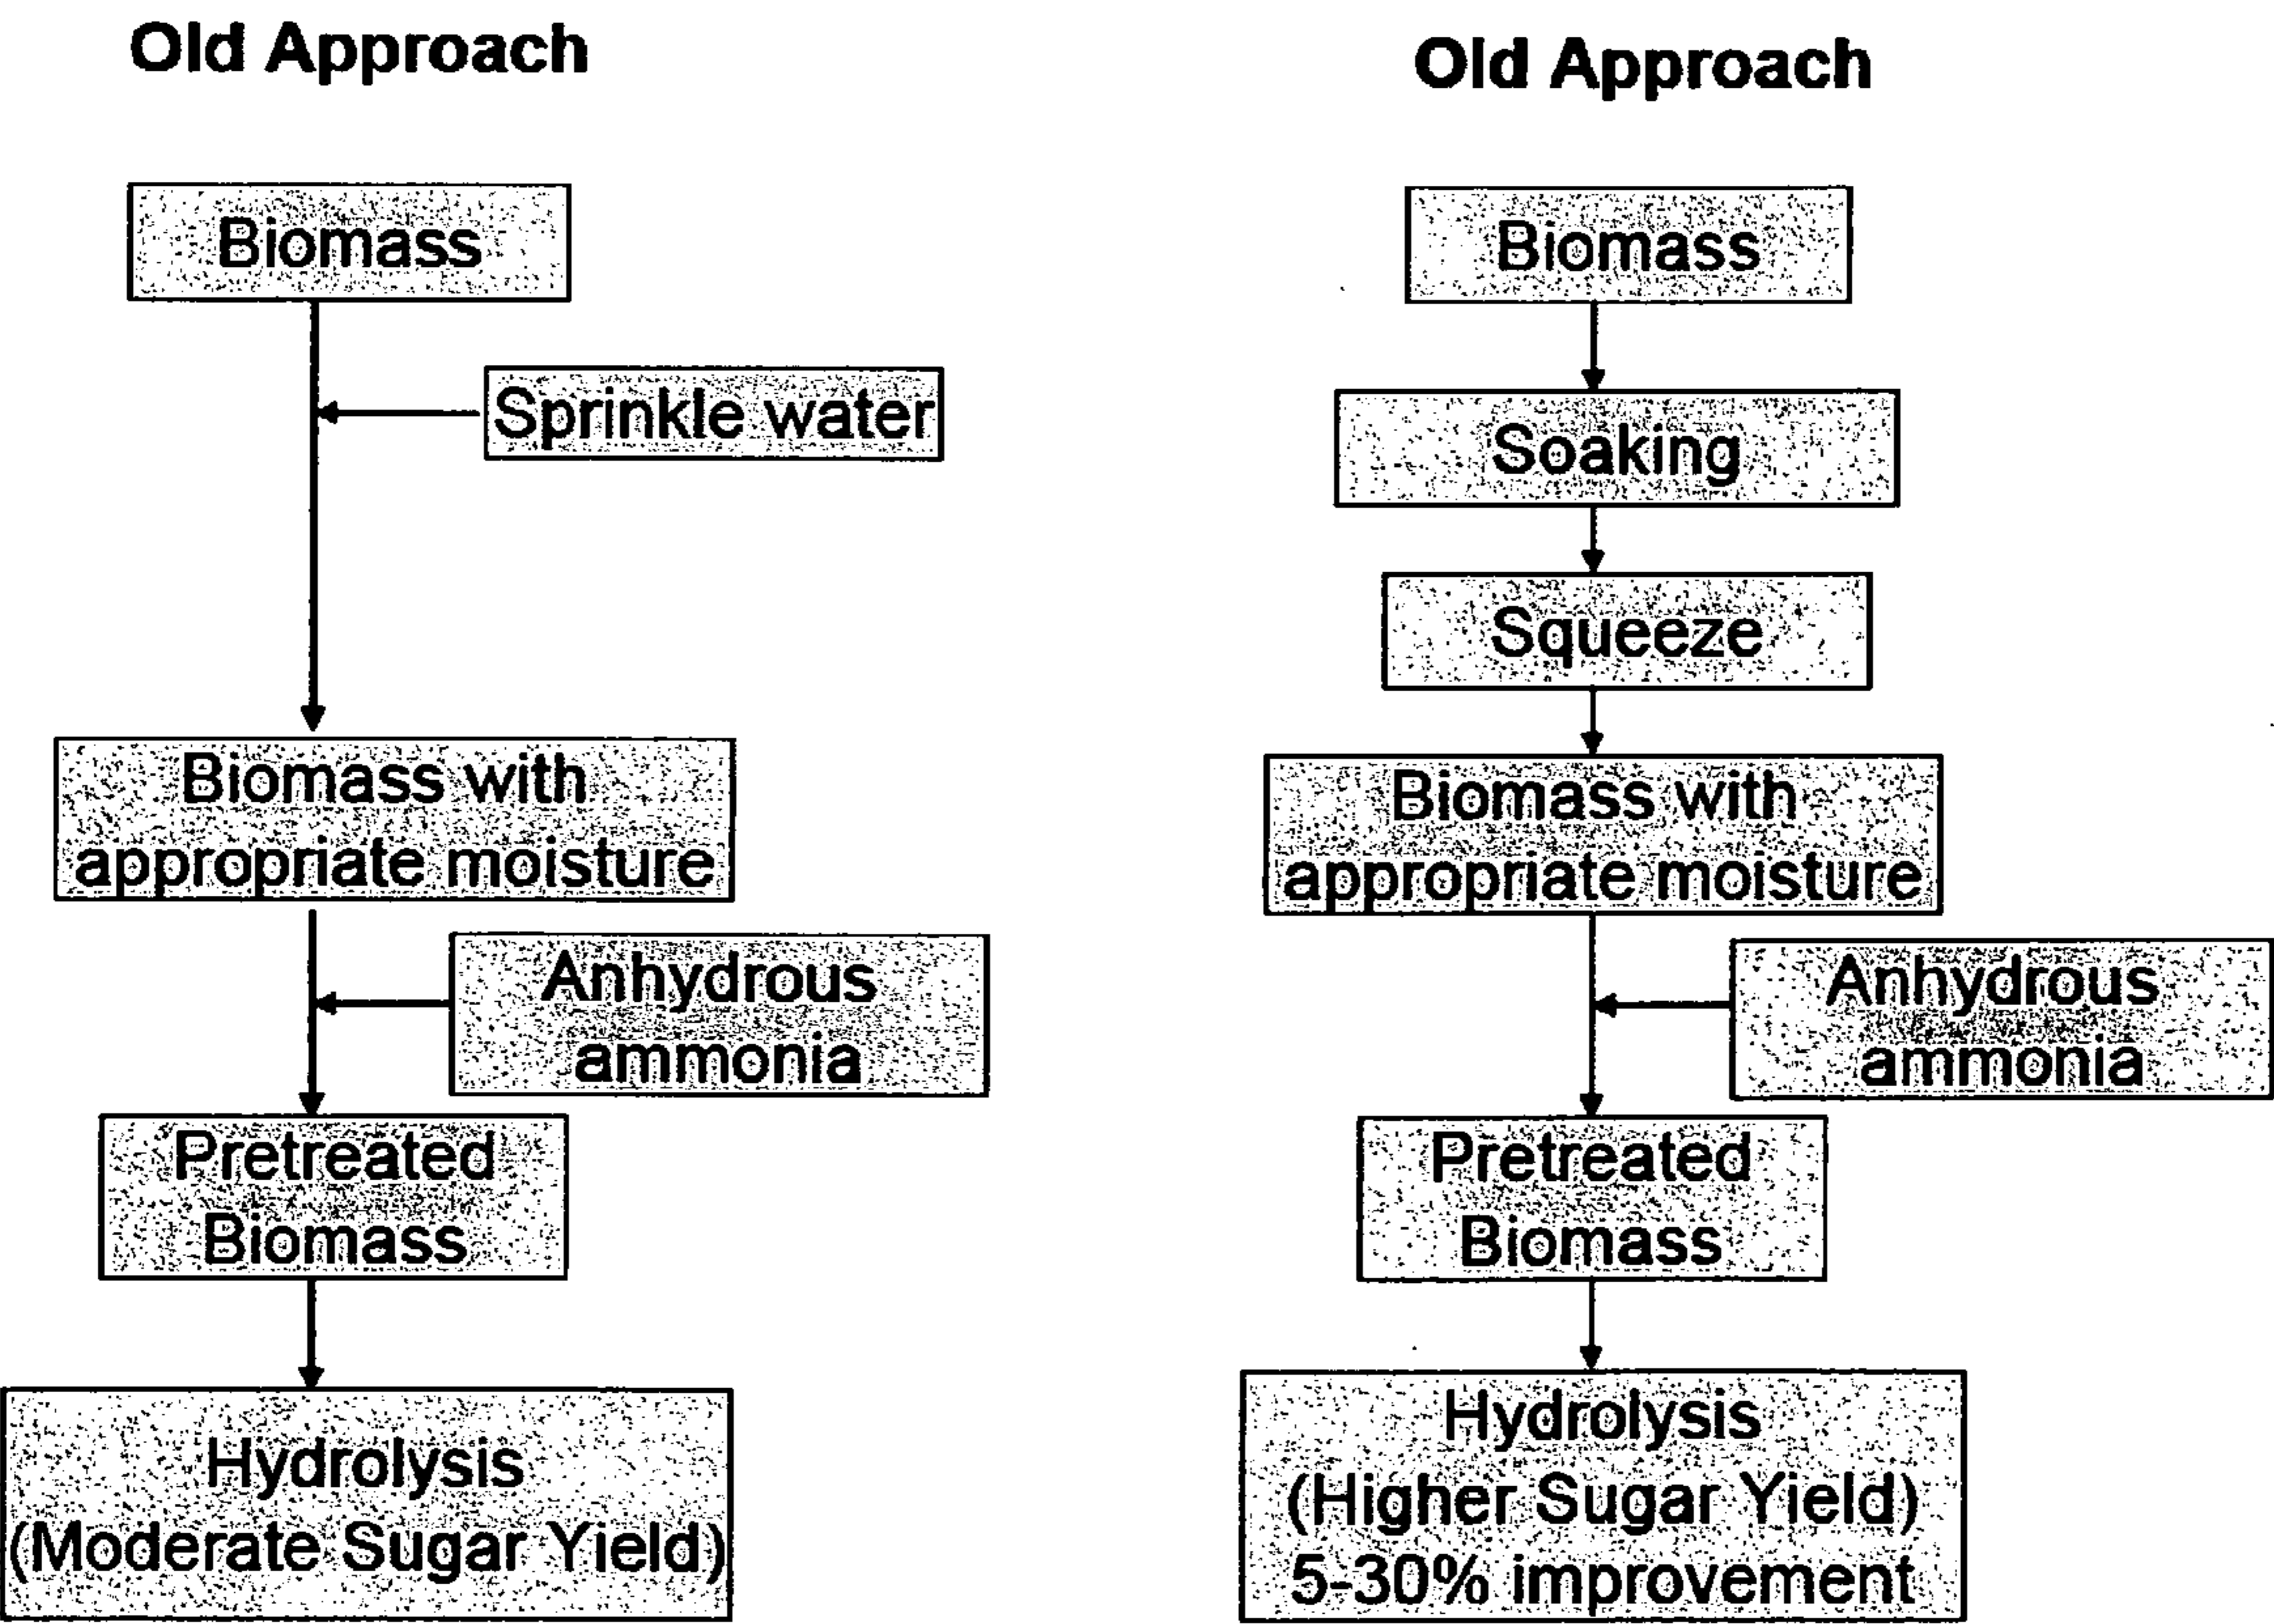 Old Approach
Biomass
Sprinkle water
Biomass with
appropriate moisture
Anhydrous
ammonia
Pretreated
Biomass
Hydrolysis
(Moderate Sugar Yield)
Old Approach
Biomass
Soaking
Squeeze
Biomass with
appropriate moisture
Anhydrous
ammonia
Pretreated
Biomass
Hydrolysis
(Higher Sugar Yield)
5-30% improvement